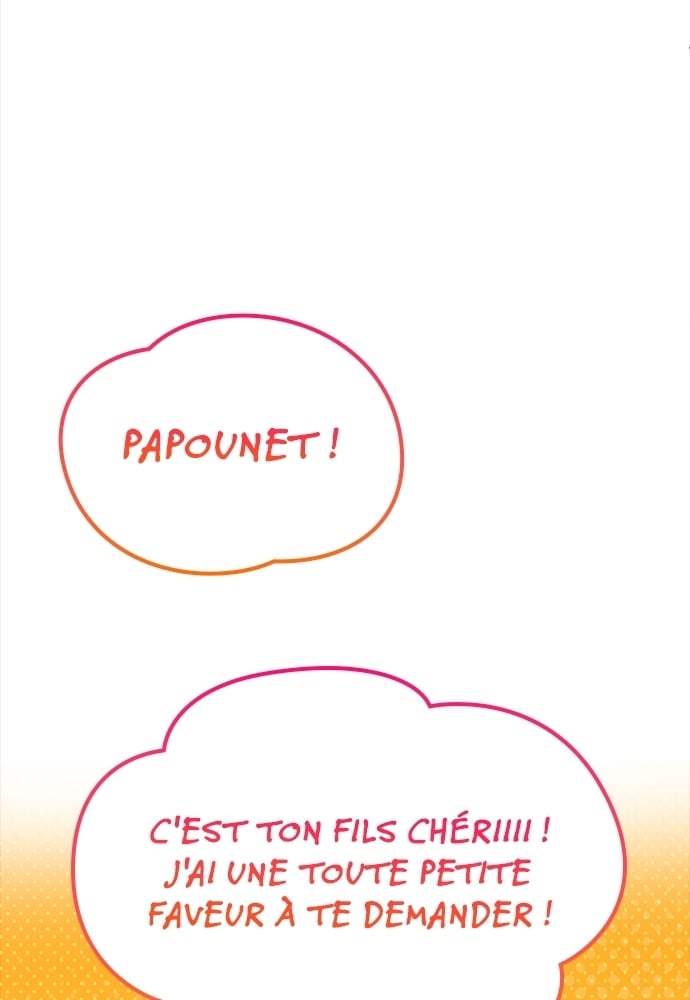 PAPOUNET !
C'EST TON FILS CHÉRIIII !
J'AI UNE TOUTE PETITE
FAVEUR À TE DEMANDER !